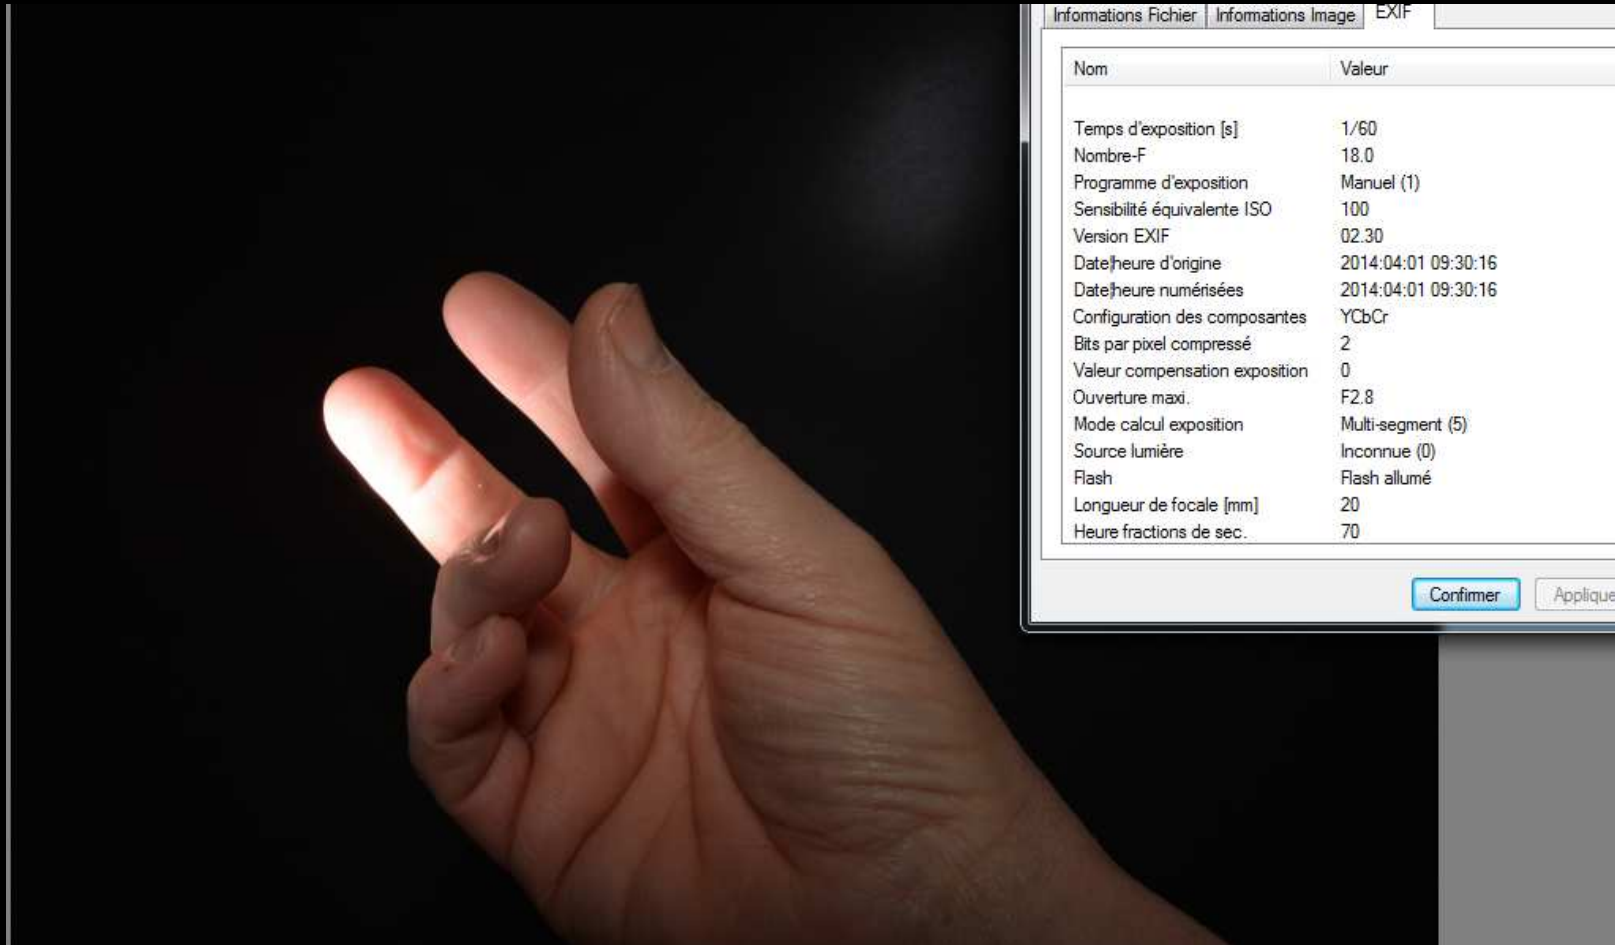 Informations Fichier Informations Image EXIF
Nom Valeur
Temps d'exposition [s] 1/60
Nombre-F 18.0
Programme d'exposition Manuel (1)
Sensibilité équivalente ISO 100
Version EXIF 02.30
Date|heure d'origine 2014:04:01 09:30:16
Date|heure numérisées 2014:04:01 09:30:16
Configuration des composantes YCbCr
Bits par pixel compressé 2
Valeur compensation exposition 0
Ouverture maxi. F2.8
Mode calcul exposition Multi-segment (5)
Source lumière Inconnue (0)
Flash Flash allumé
Longueur de focale [mm] 20
Heure fractions de sec. 70
Confirmer Applique